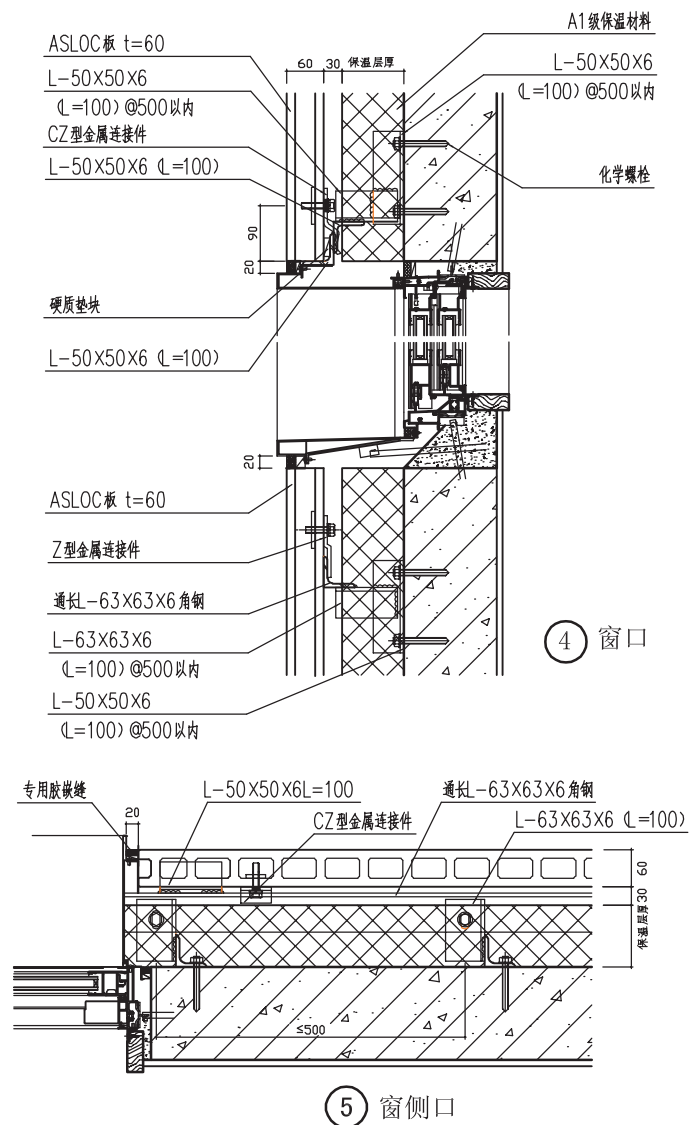 ASLOC板 t=60
L-50X50X6
(L=100)@500以内
CZ型金属连接件
L-50X50X6 (L=100)
60 30 保温层厚
A1级保温材料
L-50X50X6
(L=100)@500以内
化学螺栓
90
20
硬质垫块
L-50X50X6 (L=100)
20
ASLOC板 t=60
Z型金属连接件
通长L-63X63X6角钢
L-63X63X6
(L=100)@500以内
L-50X50X6
(L=100)@500以内
4 窗口
专用胶嵌缝
20
L-50X50X6L=100
CZ型金属连接件
通长L-63X63X6角钢
L-63X63X6 (L=100)
60
30
保温层厚
≤500
5 窗侧口